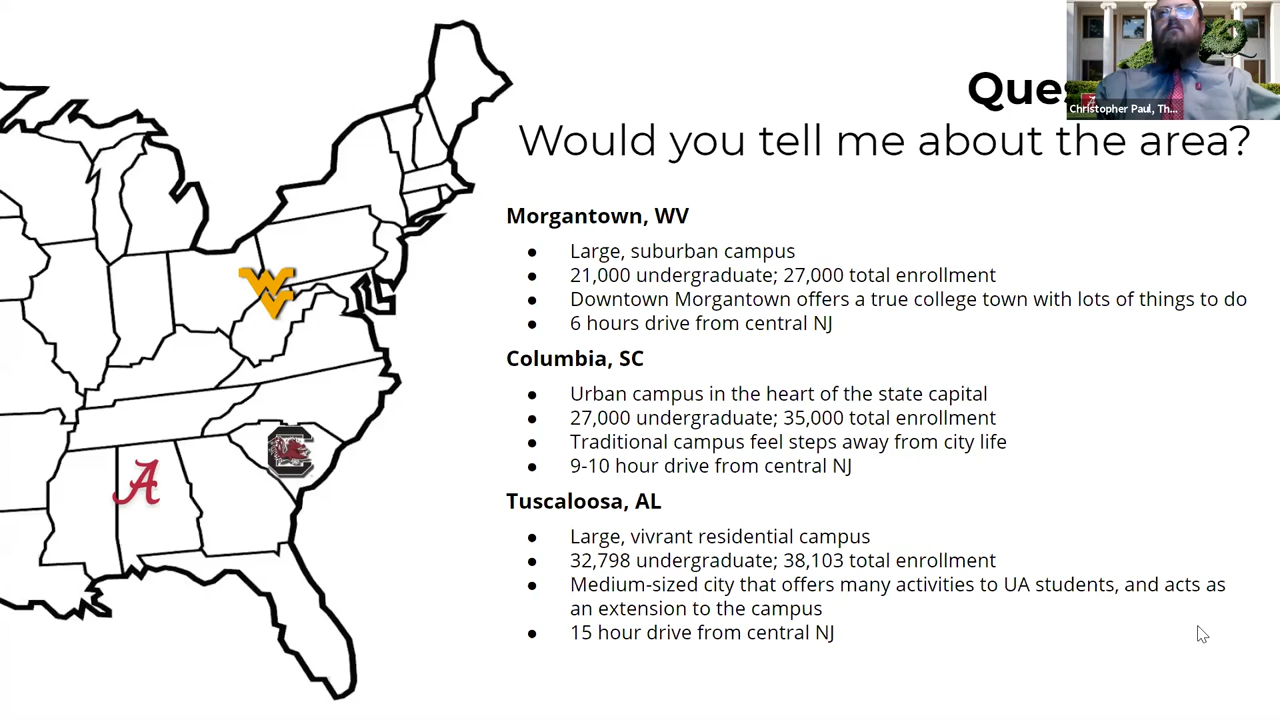 Ques
Christopher Paul, Th...
Would you tell me about the area?
Morgantown, WV
● Large, suburban campus
● 21,000 undergraduate; 27,000 total enrollment
● Downtown Morgantown offers a true college town with lots of things to do
● 6 hours drive from central NJ
Columbia, SC
● Urban campus in the heart of the state capital
● 27,000 undergraduate; 35,000 total enrollment
● Traditional campus feel steps away from city life
● 9-10 hour drive from central NJ
Tuscaloosa, AL
● Large, vivrant residential campus
● 32,798 undergraduate; 38,103 total enrollment
● Medium-sized city that offers many activities to UA students, and acts as
an extension to the campus
● 15 hour drive from central NJ
WV
C
A